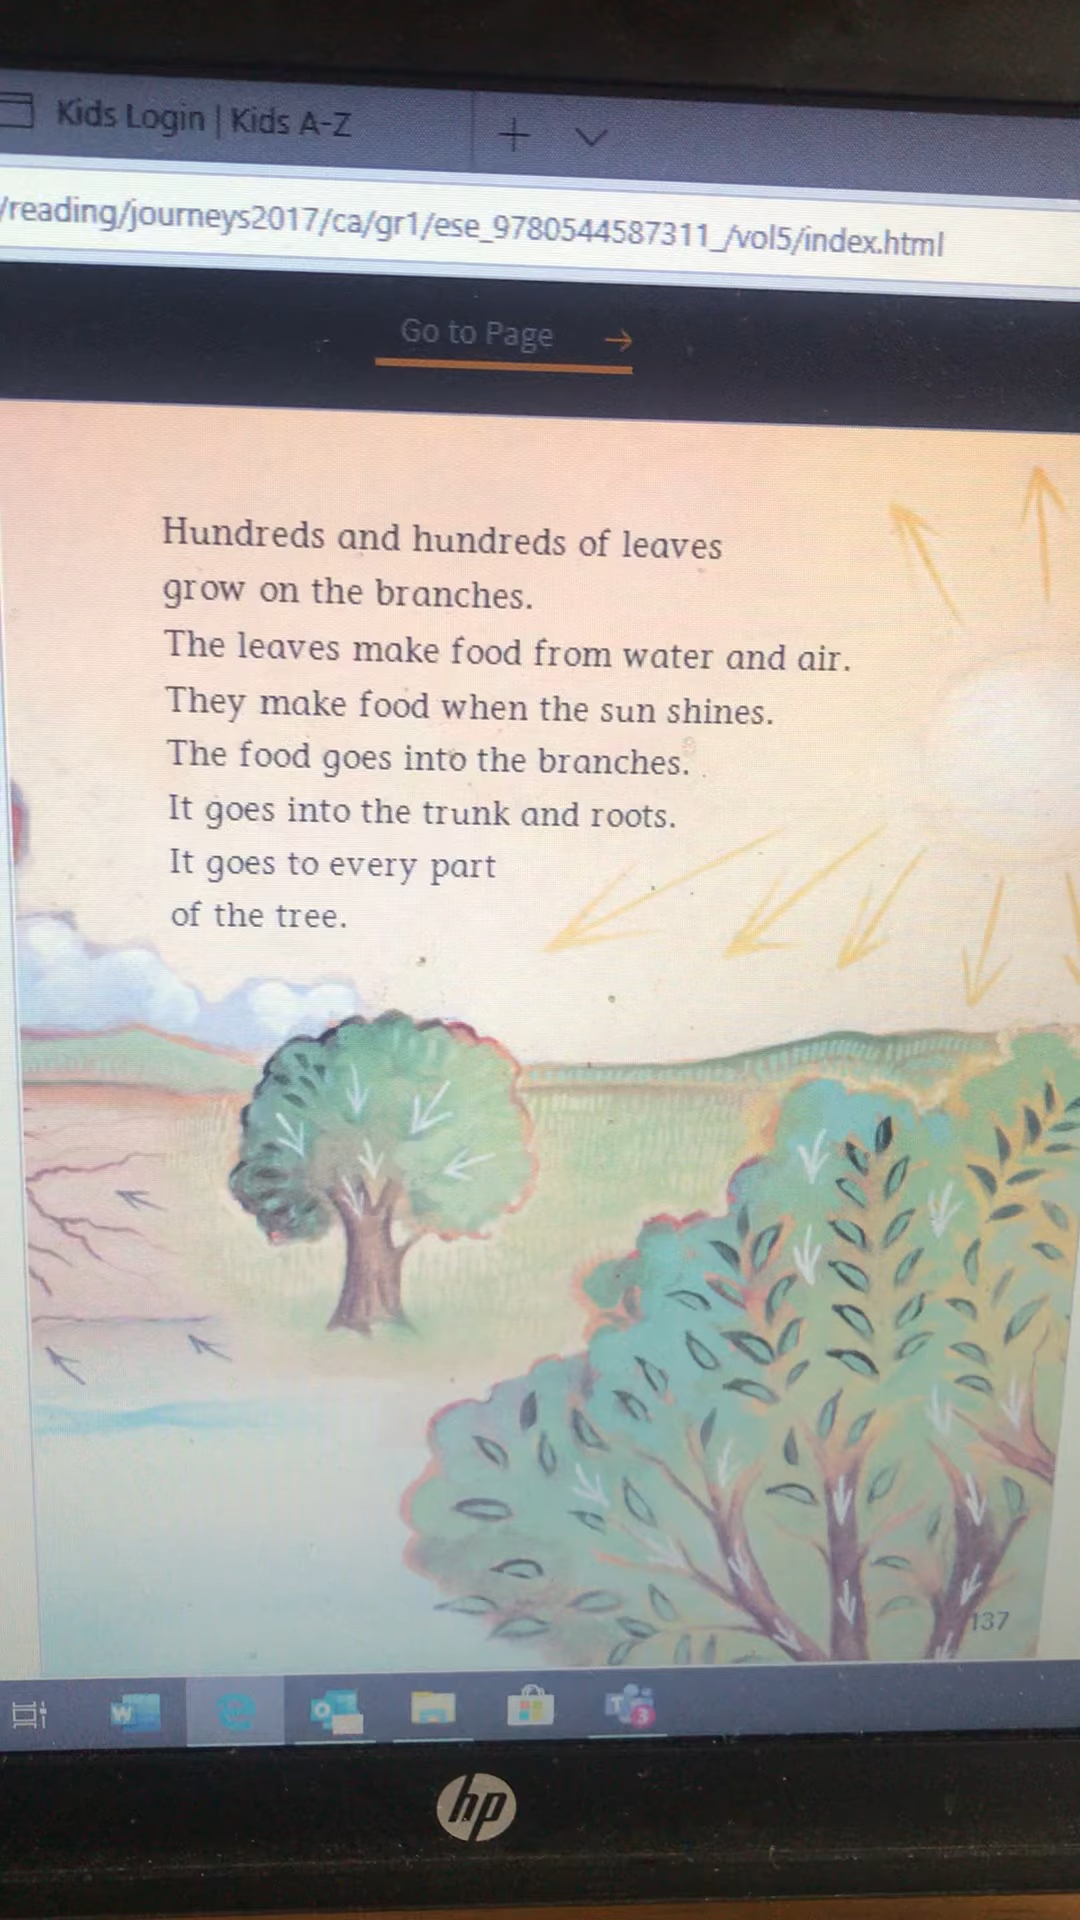 Kids Login | Kids A-Z
/reading/journeys2017/ca/gr1/ese_9780544587311_/vol5/index.html
Go to Page
Hundreds and hundreds of leaves
grow on the branches.
The leaves make food from water and air.
They make food when the sun shines.
The food goes into the branches.
It goes into the trunk and roots.
It goes to every part
of the tree.
137
W
O
T
3
hp